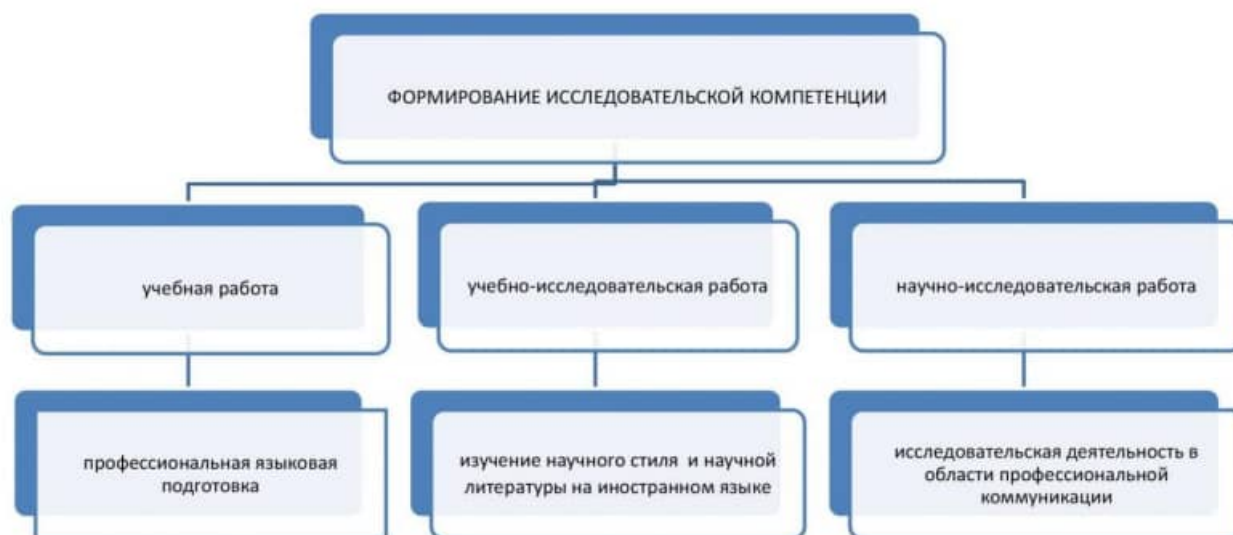 ФОРМИРОВАНИЕ ИССЛЕДОВАТЕЛЬСКОЙ КОМПЕТЕНЦИИ
учебная работа
учебно-исследовательская работа
научно-исследовательская работа
профессиональная языковая
подготовка
изучение научного стиля и научной
литературы на иностранном языке
исследовательская деятельность в
области профессиональной
коммуникации